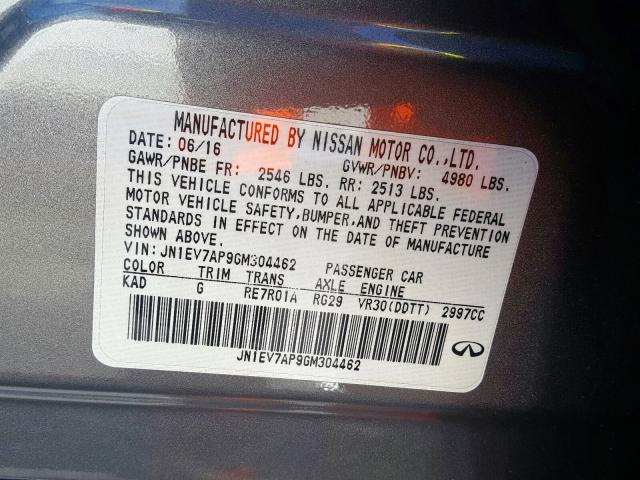 MANUFACTURED BY NISSAN MOTOR CO.,LTD.
DATE: 06/16 GVWR/PNBV: 4980 LBS.
GAWR/PNBE FR: 2546 LBS. RR: 2513 LBS.
THIS VEHICLE CONFORMS TO ALL APPLICABLE FEDERAL
MOTOR VEHICLE SAFETY,BUMPER,AND THEFT PREVENTION
STANDARDS IN EFFECT ON THE DATE OF MANUFACTURE
SHOWN ABOVE.
VIN: JN1EV7AP9GM304462 PASSENGER CAR
COLOR TRIM TRANS AXLE ENGINE
KAD G RE7R01A RG29 VR30(DDTT) 2997CC
JN1EV7AP9GM304462